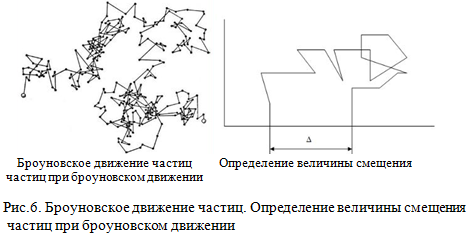 Δ
Броуновское движение частиц
частиц при броуновском движении
Определение величины смещения
Рис.6. Броуновское движение частиц. Определение величины смещения
частиц при броуновском движении